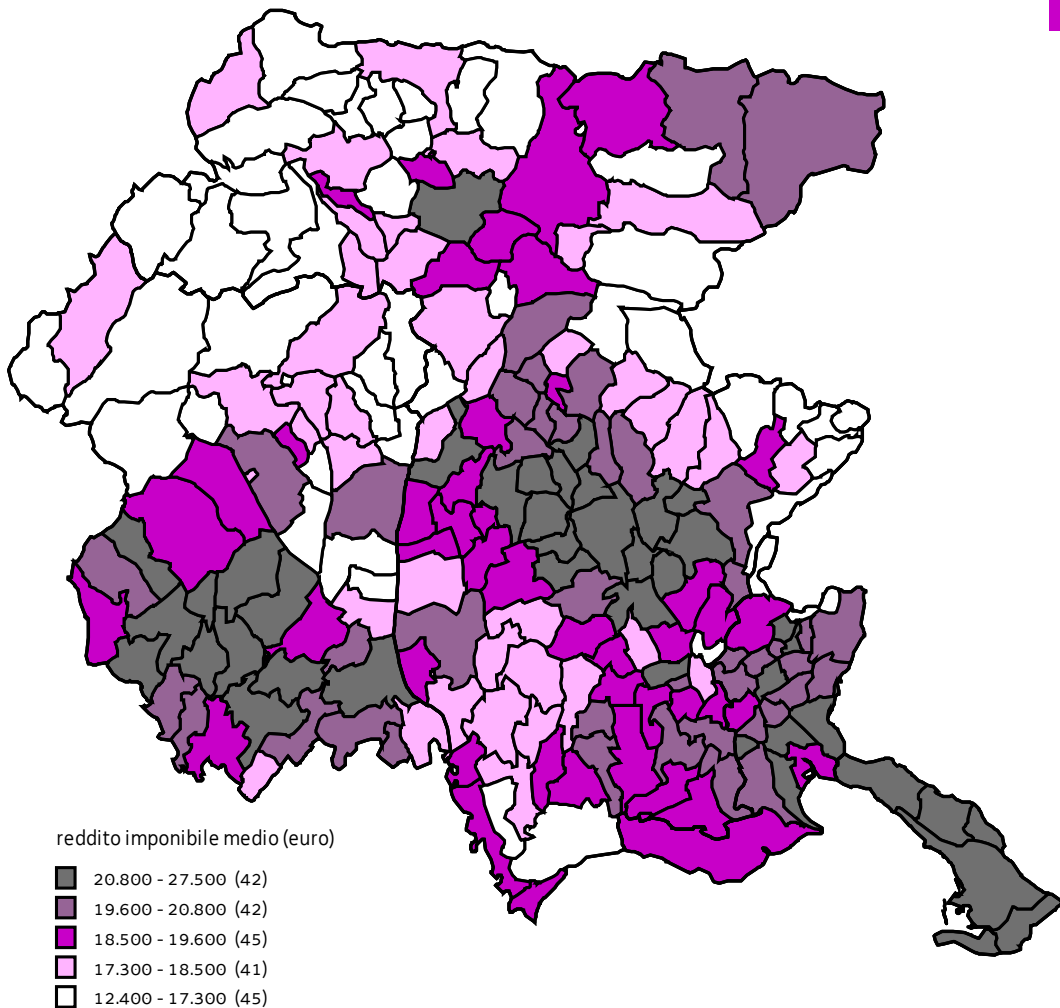 reddito imponibile medio (euro)
20.800 - 27.500 (42)
19.600 - 20.800 (42)
18.500 - 19.600 (45)
17.300 - 18.500 (41)
12.400 - 17.300 (45)